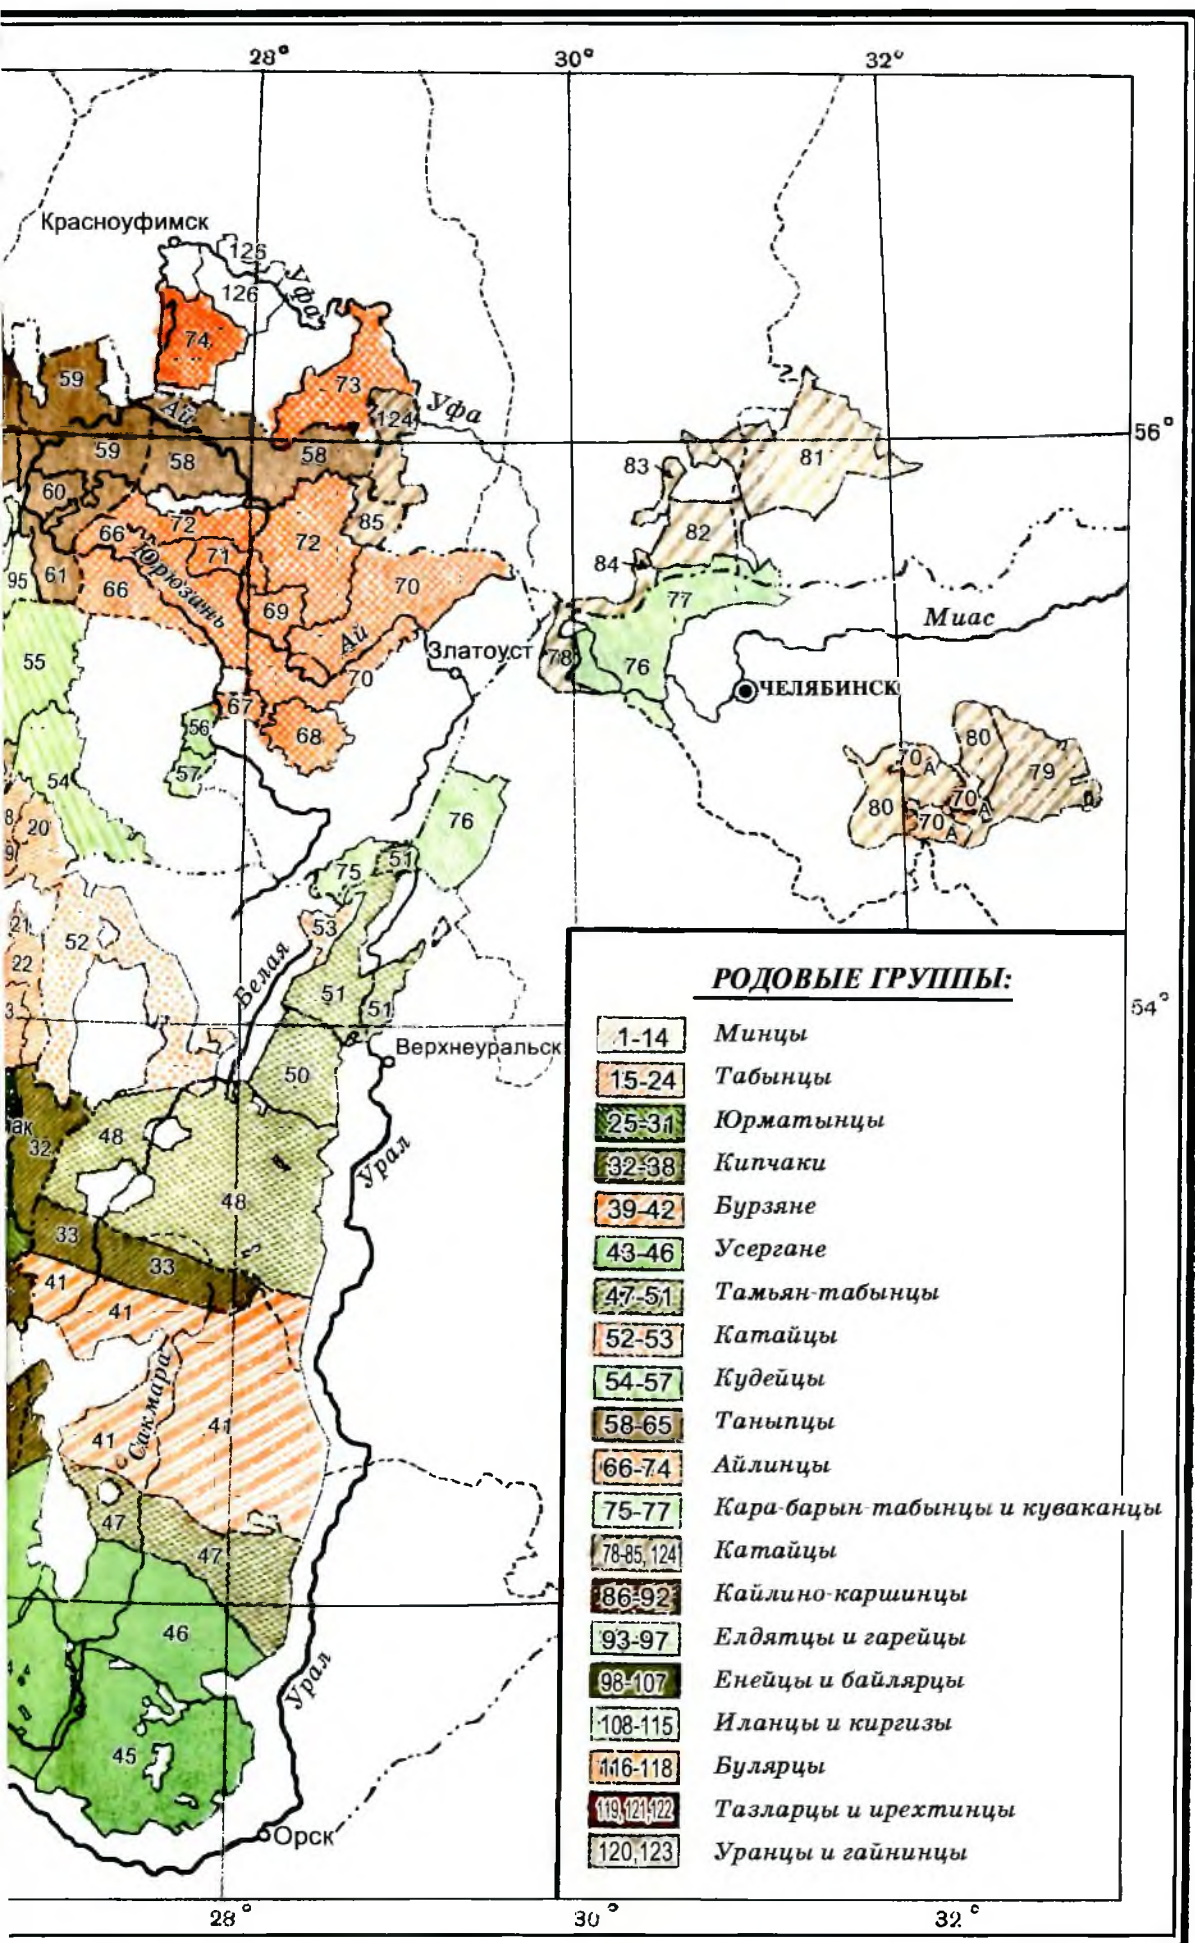 28°
30°
32°
Красноуфимск
126
126
Уфа
74
59
73
Ай
124
Уфа
56°
59
58
58
81
83
60
72
85
82
66
72
71
Юрюзань
84
95
61
66
69
70
77
Миас
Ай
55
Златоуст
78
76
70
ЧЕЛЯБИНСК
67
56
68
80
70А
57
54
79
70А
80
70А
76
8
20
9
75
51
21
52
53
22
Белая
51
51
3
54°
Верхнеуральск
50
ак
32
48
Урал
48
33
33
41
41
Сакмара
41
41
47
47
46
Урал
45
Орск
28°
30°
32°
РОДОВЫЕ ГРУППЫ:
1-14 Минцы
15-24 Табынцы
25-31 Юрматынцы
32-38 Кипчаки
39-42 Бурзяне
43-46 Усергане
47-51 Тамьян-табынцы
52-53 Катайцы
54-57 Кудейцы
58-65 Таныпцы
66-74 Айлинцы
75-77 Кара-барын-табынцы и куваканцы
78-85, 124 Катайцы
86-92 Кайлино-каршинцы
93-97 Елдятцы и гарейцы
98-107 Енейцы и байлярцы
108-115 Иланцы и киргизы
116-118 Булярцы
119,121,122 Тазларцы и ирехтинцы
120,123 Уранцы и гайнинцы